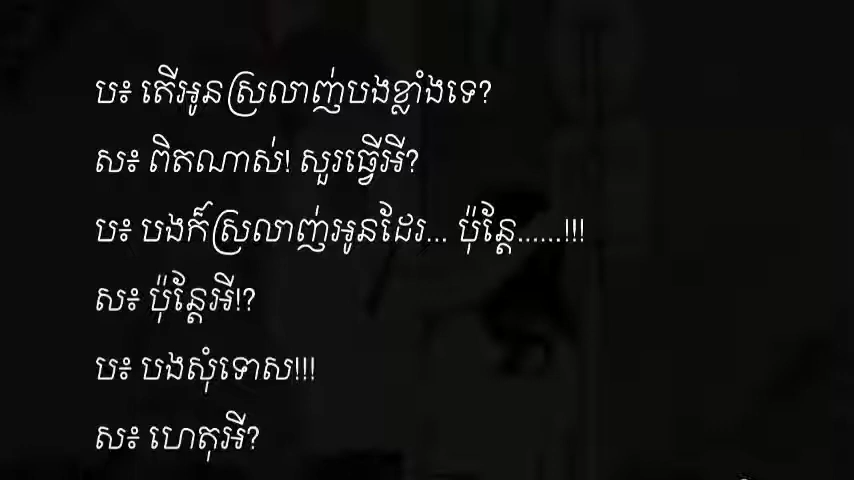 ប៖ តើអូនស្រលាញ់បងខ្លាំងទេ?
ស៖ ពិតណាស់! សួរធ្វើអី?
ប៖ បងក៏ស្រលាញ់អូនដែរ... ប៉ុន្តែ......!!!
ស៖ ប៉ុន្តែអី!?
ប៖ បងសុំទោស!!!
ស៖ ហេតុអី?